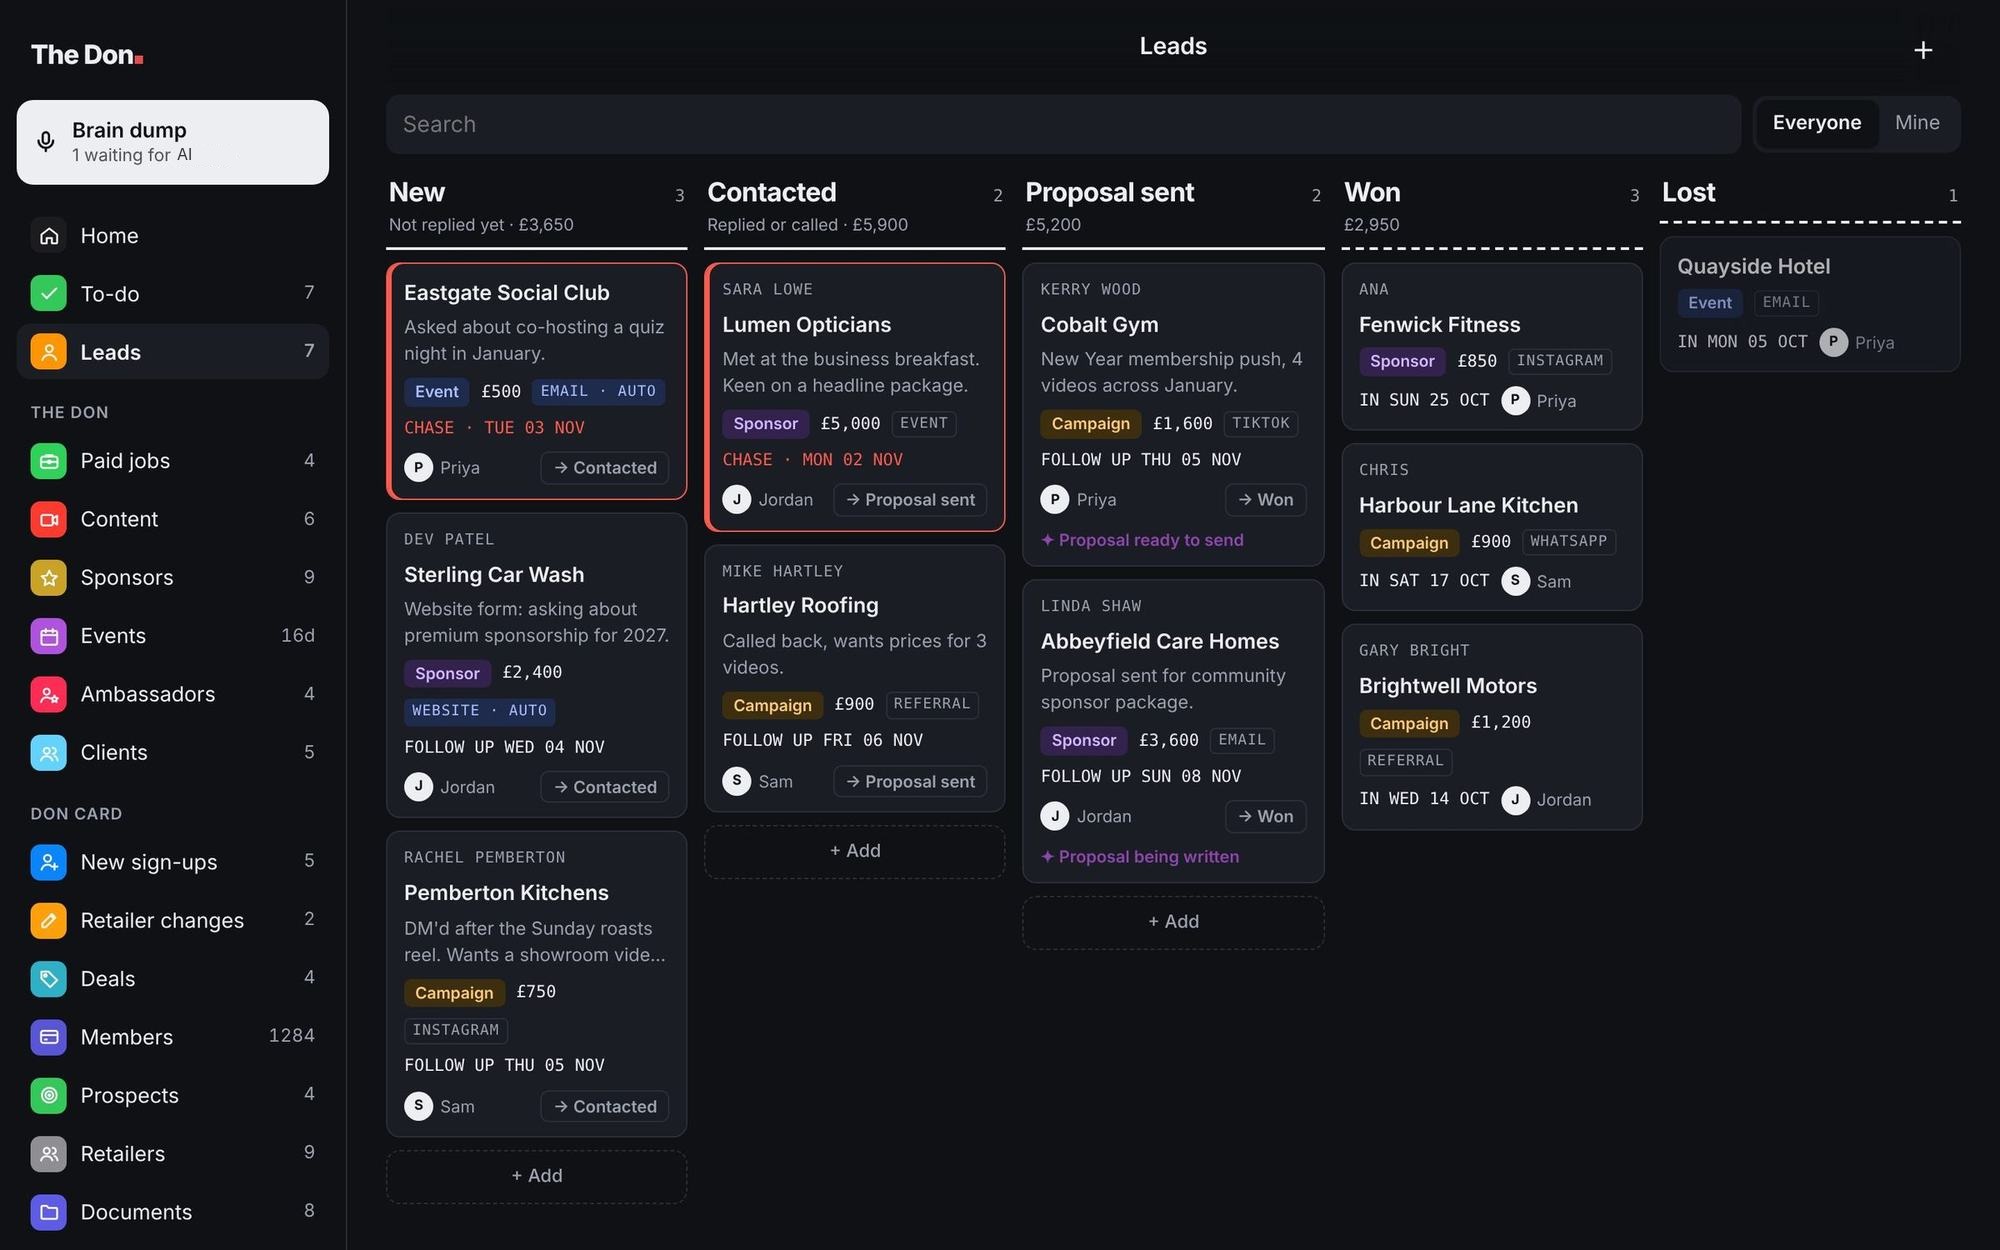 The Don.
Brain dump
1 waiting for AI
Home
To-do 7
Leads 7
THE DON
Paid jobs 4
Content 6
Sponsors 9
Events 16d
Ambassadors 4
Clients 5
DON CARD
New sign-ups 5
Retailer changes 2
Deals 4
Members 1284
Prospects 4
Retailers 9
Documents 8
Leads
+
Search
Everyone Mine
New 3
Not replied yet · £3,650
Eastgate Social Club
Asked about co-hosting a quiz
night in January.
Event £500 EMAIL · AUTO
CHASE · TUE 03 NOV
P Priya → Contacted
DEV PATEL
Sterling Car Wash
Website form: asking about
premium sponsorship for 2027.
Sponsor £2,400
WEBSITE · AUTO
FOLLOW UP WED 04 NOV
J Jordan → Contacted
RACHEL PEMBERTON
Pemberton Kitchens
DM'd after the Sunday roasts
reel. Wants a showroom vide...
Campaign £750
INSTAGRAM
FOLLOW UP THU 05 NOV
S Sam → Contacted
+ Add
Contacted 2
Replied or called · £5,900
SARA LOWE
Lumen Opticians
Met at the business breakfast.
Keen on a headline package.
Sponsor £5,000 EVENT
CHASE · MON 02 NOV
J Jordan → Proposal sent
MIKE HARTLEY
Hartley Roofing
Called back, wants prices for 3
videos.
Campaign £900 REFERRAL
FOLLOW UP FRI 06 NOV
S Sam → Proposal sent
+ Add
Proposal sent 2
£5,200
KERRY WOOD
Cobalt Gym
New Year membership push, 4
videos across January.
Campaign £1,600 TIKTOK
FOLLOW UP THU 05 NOV
P Priya → Won
✦ Proposal ready to send
LINDA SHAW
Abbeyfield Care Homes
Proposal sent for community
sponsor package.
Sponsor £3,600 EMAIL
FOLLOW UP SUN 08 NOV
J Jordan → Won
✦ Proposal being written
+ Add
Won 3
£2,950
ANA
Fenwick Fitness
Sponsor £850 INSTAGRAM
IN SUN 25 OCT P Priya
CHRIS
Harbour Lane Kitchen
Campaign £900 WHATSAPP
IN SAT 17 OCT S Sam
GARY BRIGHT
Brightwell Motors
Campaign £1,200
REFERRAL
IN WED 14 OCT J Jordan
Lost 1
Quayside Hotel
Event EMAIL
IN MON 05 OCT P Priya